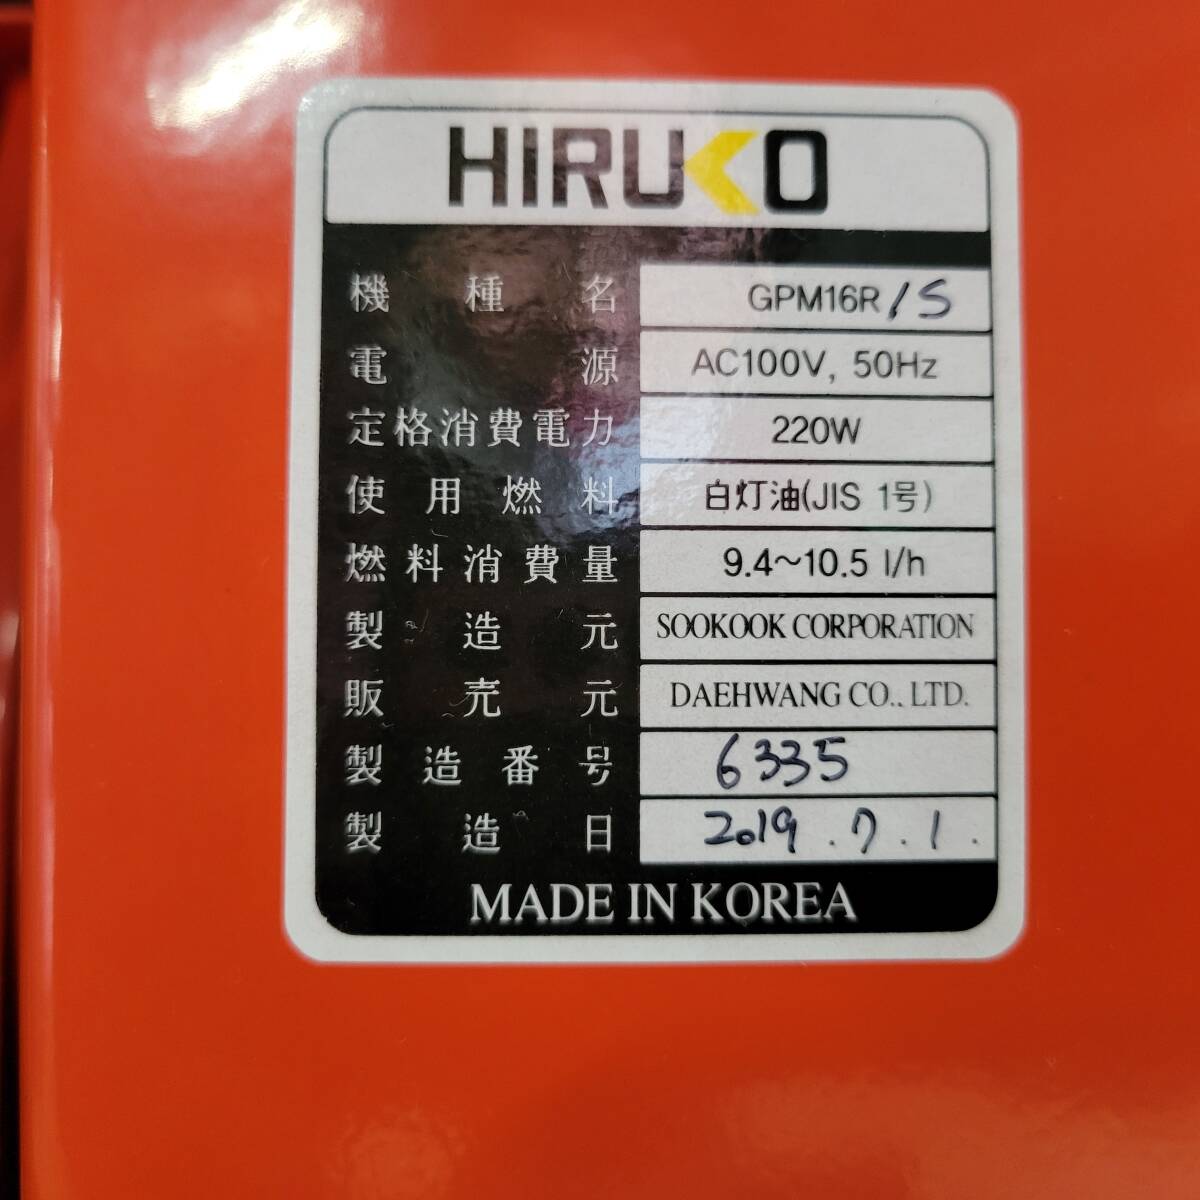 HIRUKO
機種名 GPM16R/S
電源 AC100V, 50Hz
定格消費電力 220W
使用燃料 白灯油(JIS 1号)
燃料消費量 9.4~10.5 l/h
製造元 SOOKOOK CORPORATION
販売元 DAEHWANG CO., LTD.
製造番号 6335
製造日 2019.7.1.
MADE IN KOREA